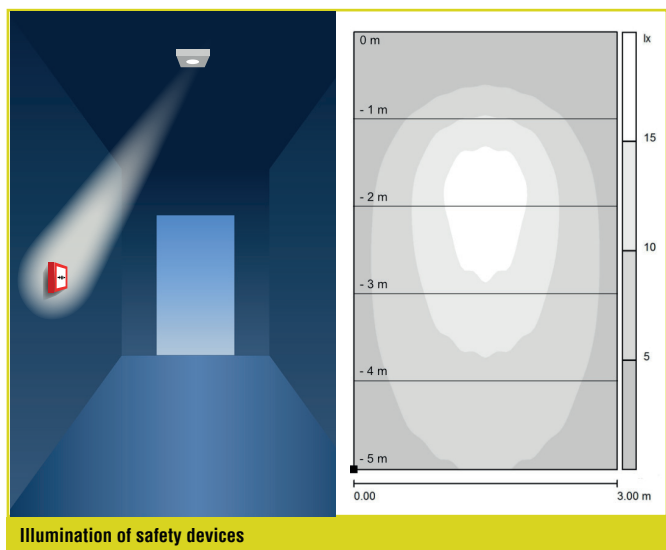 0 m
- 1 m
- 2 m
- 3 m
- 4 m
- 5 m
lx
15
10
5
0.00
3.00 m
Illumination of safety devices